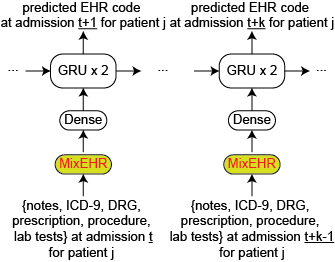 predicted EHR code
at admission t+1 for patient j
...
GRU x 2
...
Dense
MixEHR
{notes, ICD-9, DRG,
prescription, procedure,
lab tests} at admission t
for patient j
predicted EHR code
at admission t+k for patient j
GRU x 2
...
Dense
MixEHR
{notes, ICD-9, DRG,
prescription, procedure,
lab tests} at admission t+k-1
for patient j